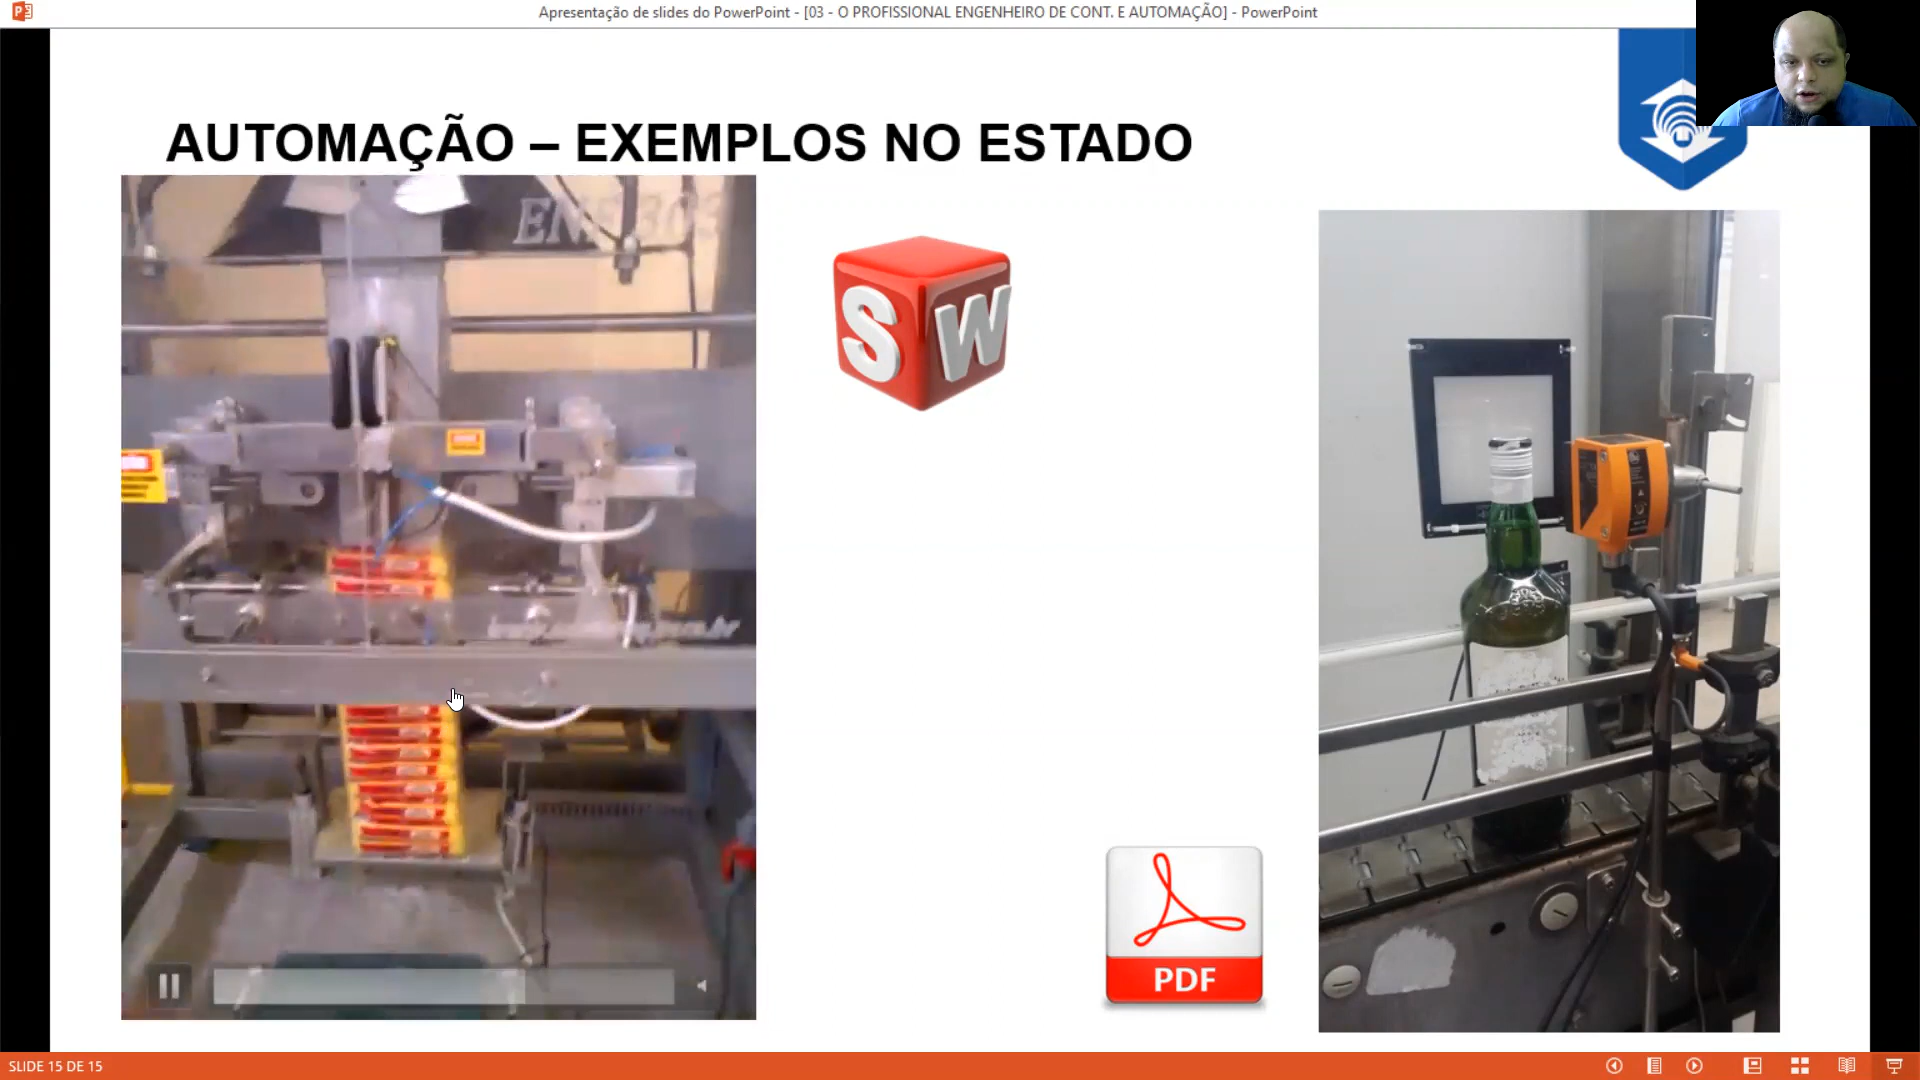 Apresentação de slides do PowerPoint - [03 - O PROFISSIONAL ENGENHEIRO DE CONT. E AUTOMAÇÃO] - PowerPoint
AUTOMAÇÃO – EXEMPLOS NO ESTADO
SW
PDF
SLIDE 15 DE 15